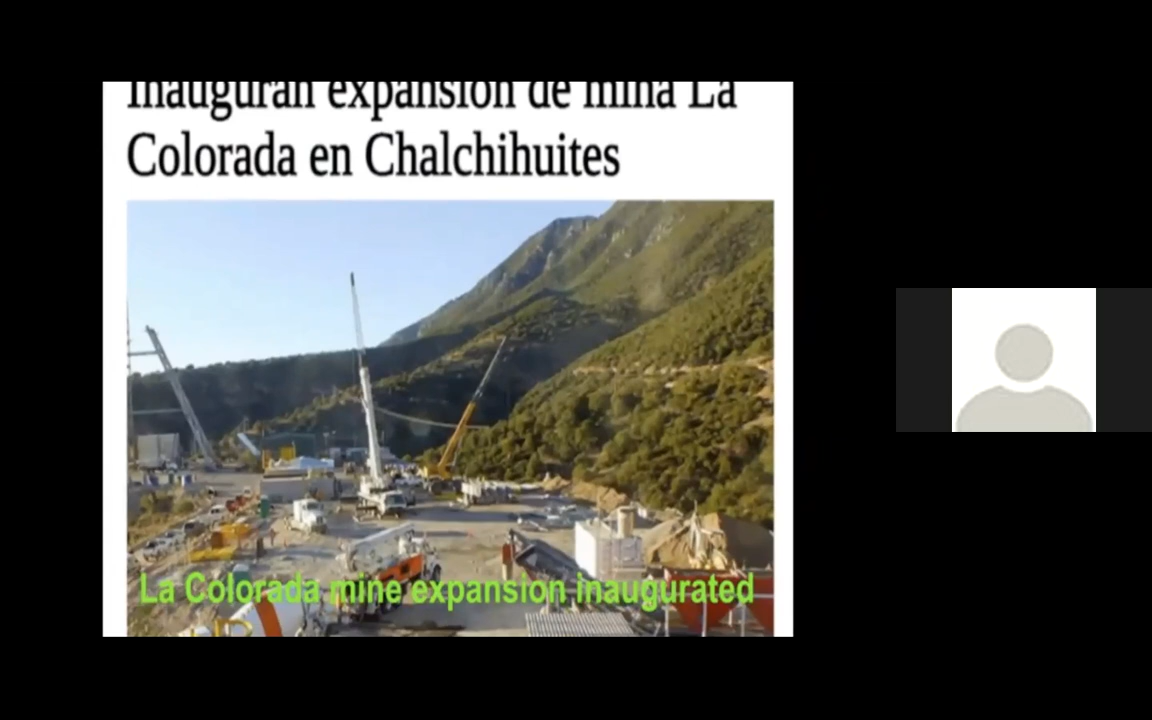 Inauguran expansión de mina La
Colorada en Chalchihuites
La Colorada mine expansion inaugurated